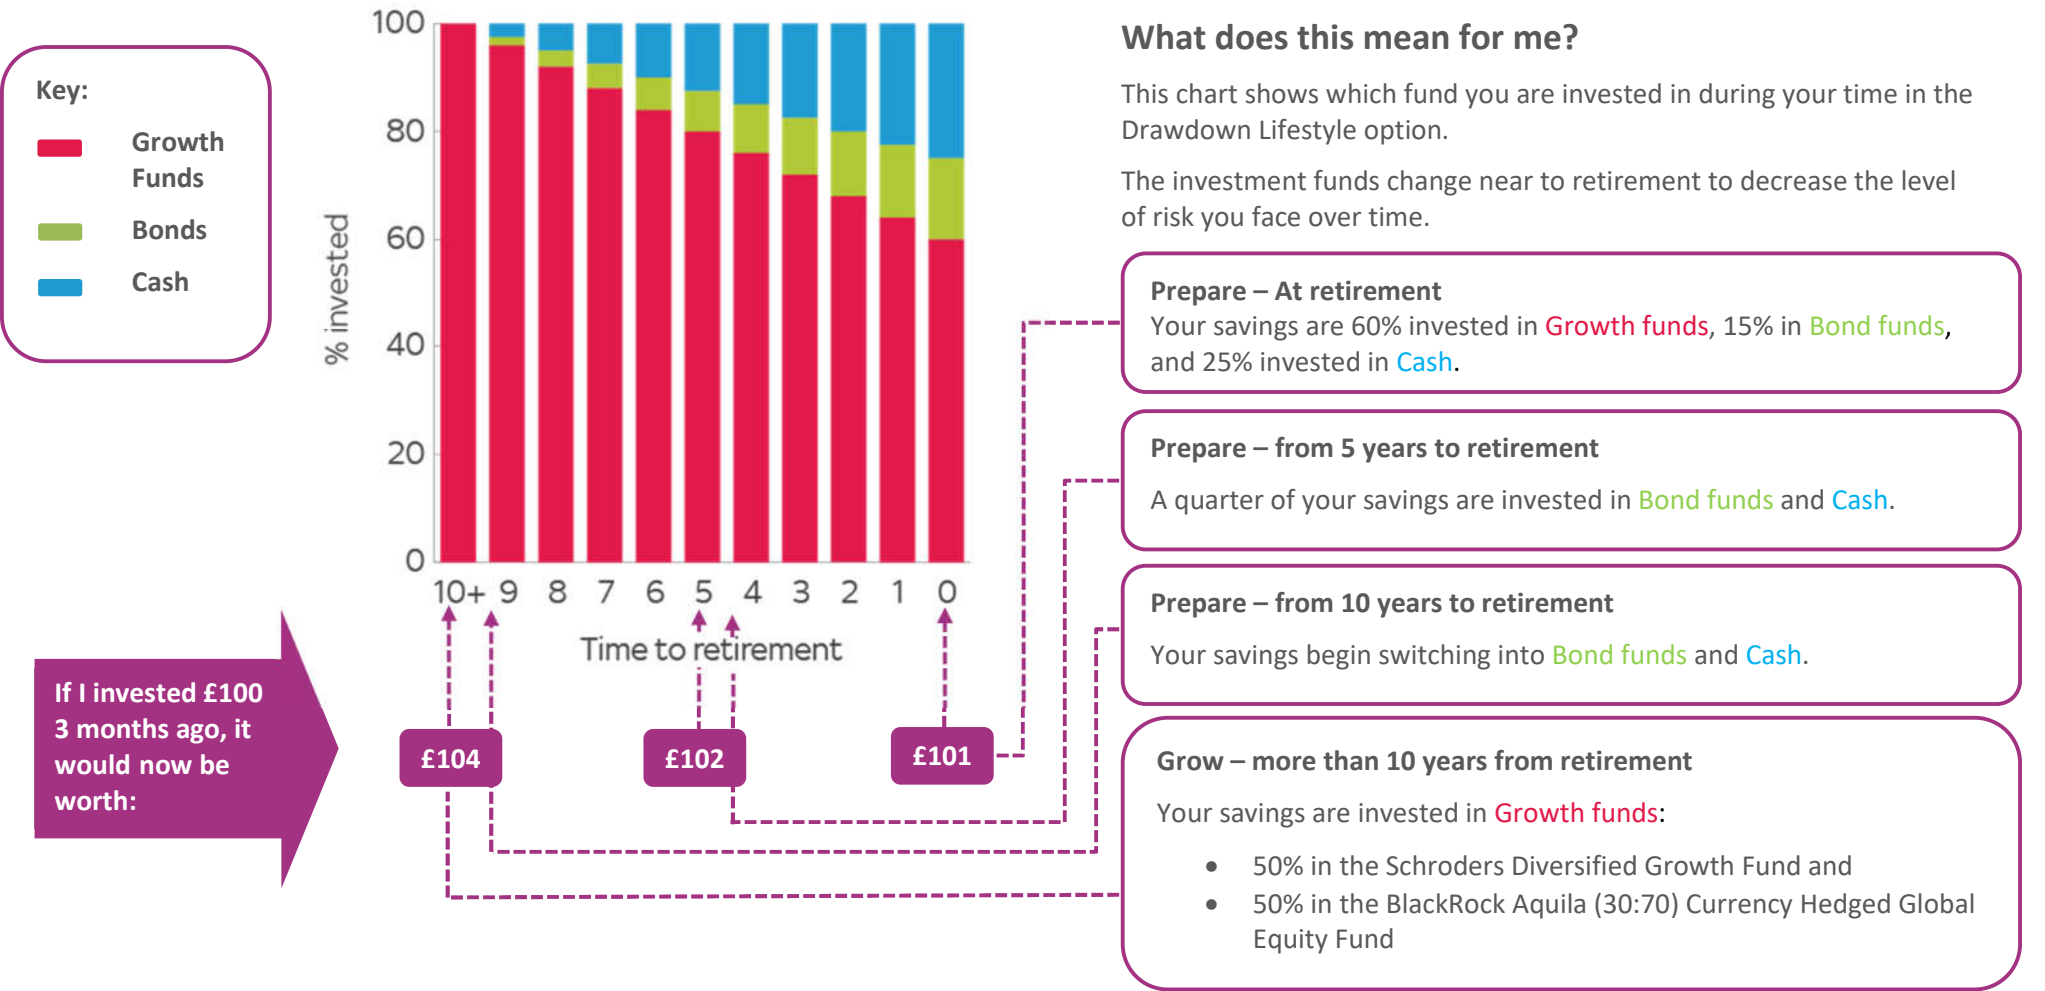 Key:
Growth
Funds
Bonds
Cash
% invested
100
80
60
40
20
0
10+ 9 8 7 6 5 4 3 2 1 0
Time to retirement
If I invested £100
3 months ago, it
would now be
worth:
£104
£102
£101
What does this mean for me?
This chart shows which fund you are invested in during your time in the
Drawdown Lifestyle option.
The investment funds change near to retirement to decrease the level
of risk you face over time.
Prepare – At retirement
Your savings are 60% invested in Growth funds, 15% in Bond funds,
and 25% invested in Cash.
Prepare – from 5 years to retirement
A quarter of your savings are invested in Bond funds and Cash.
Prepare – from 10 years to retirement
Your savings begin switching into Bond funds and Cash.
Grow – more than 10 years from retirement
Your savings are invested in Growth funds:
• 50% in the Schroders Diversified Growth Fund and
• 50% in the BlackRock Aquila (30:70) Currency Hedged Global
Equity Fund